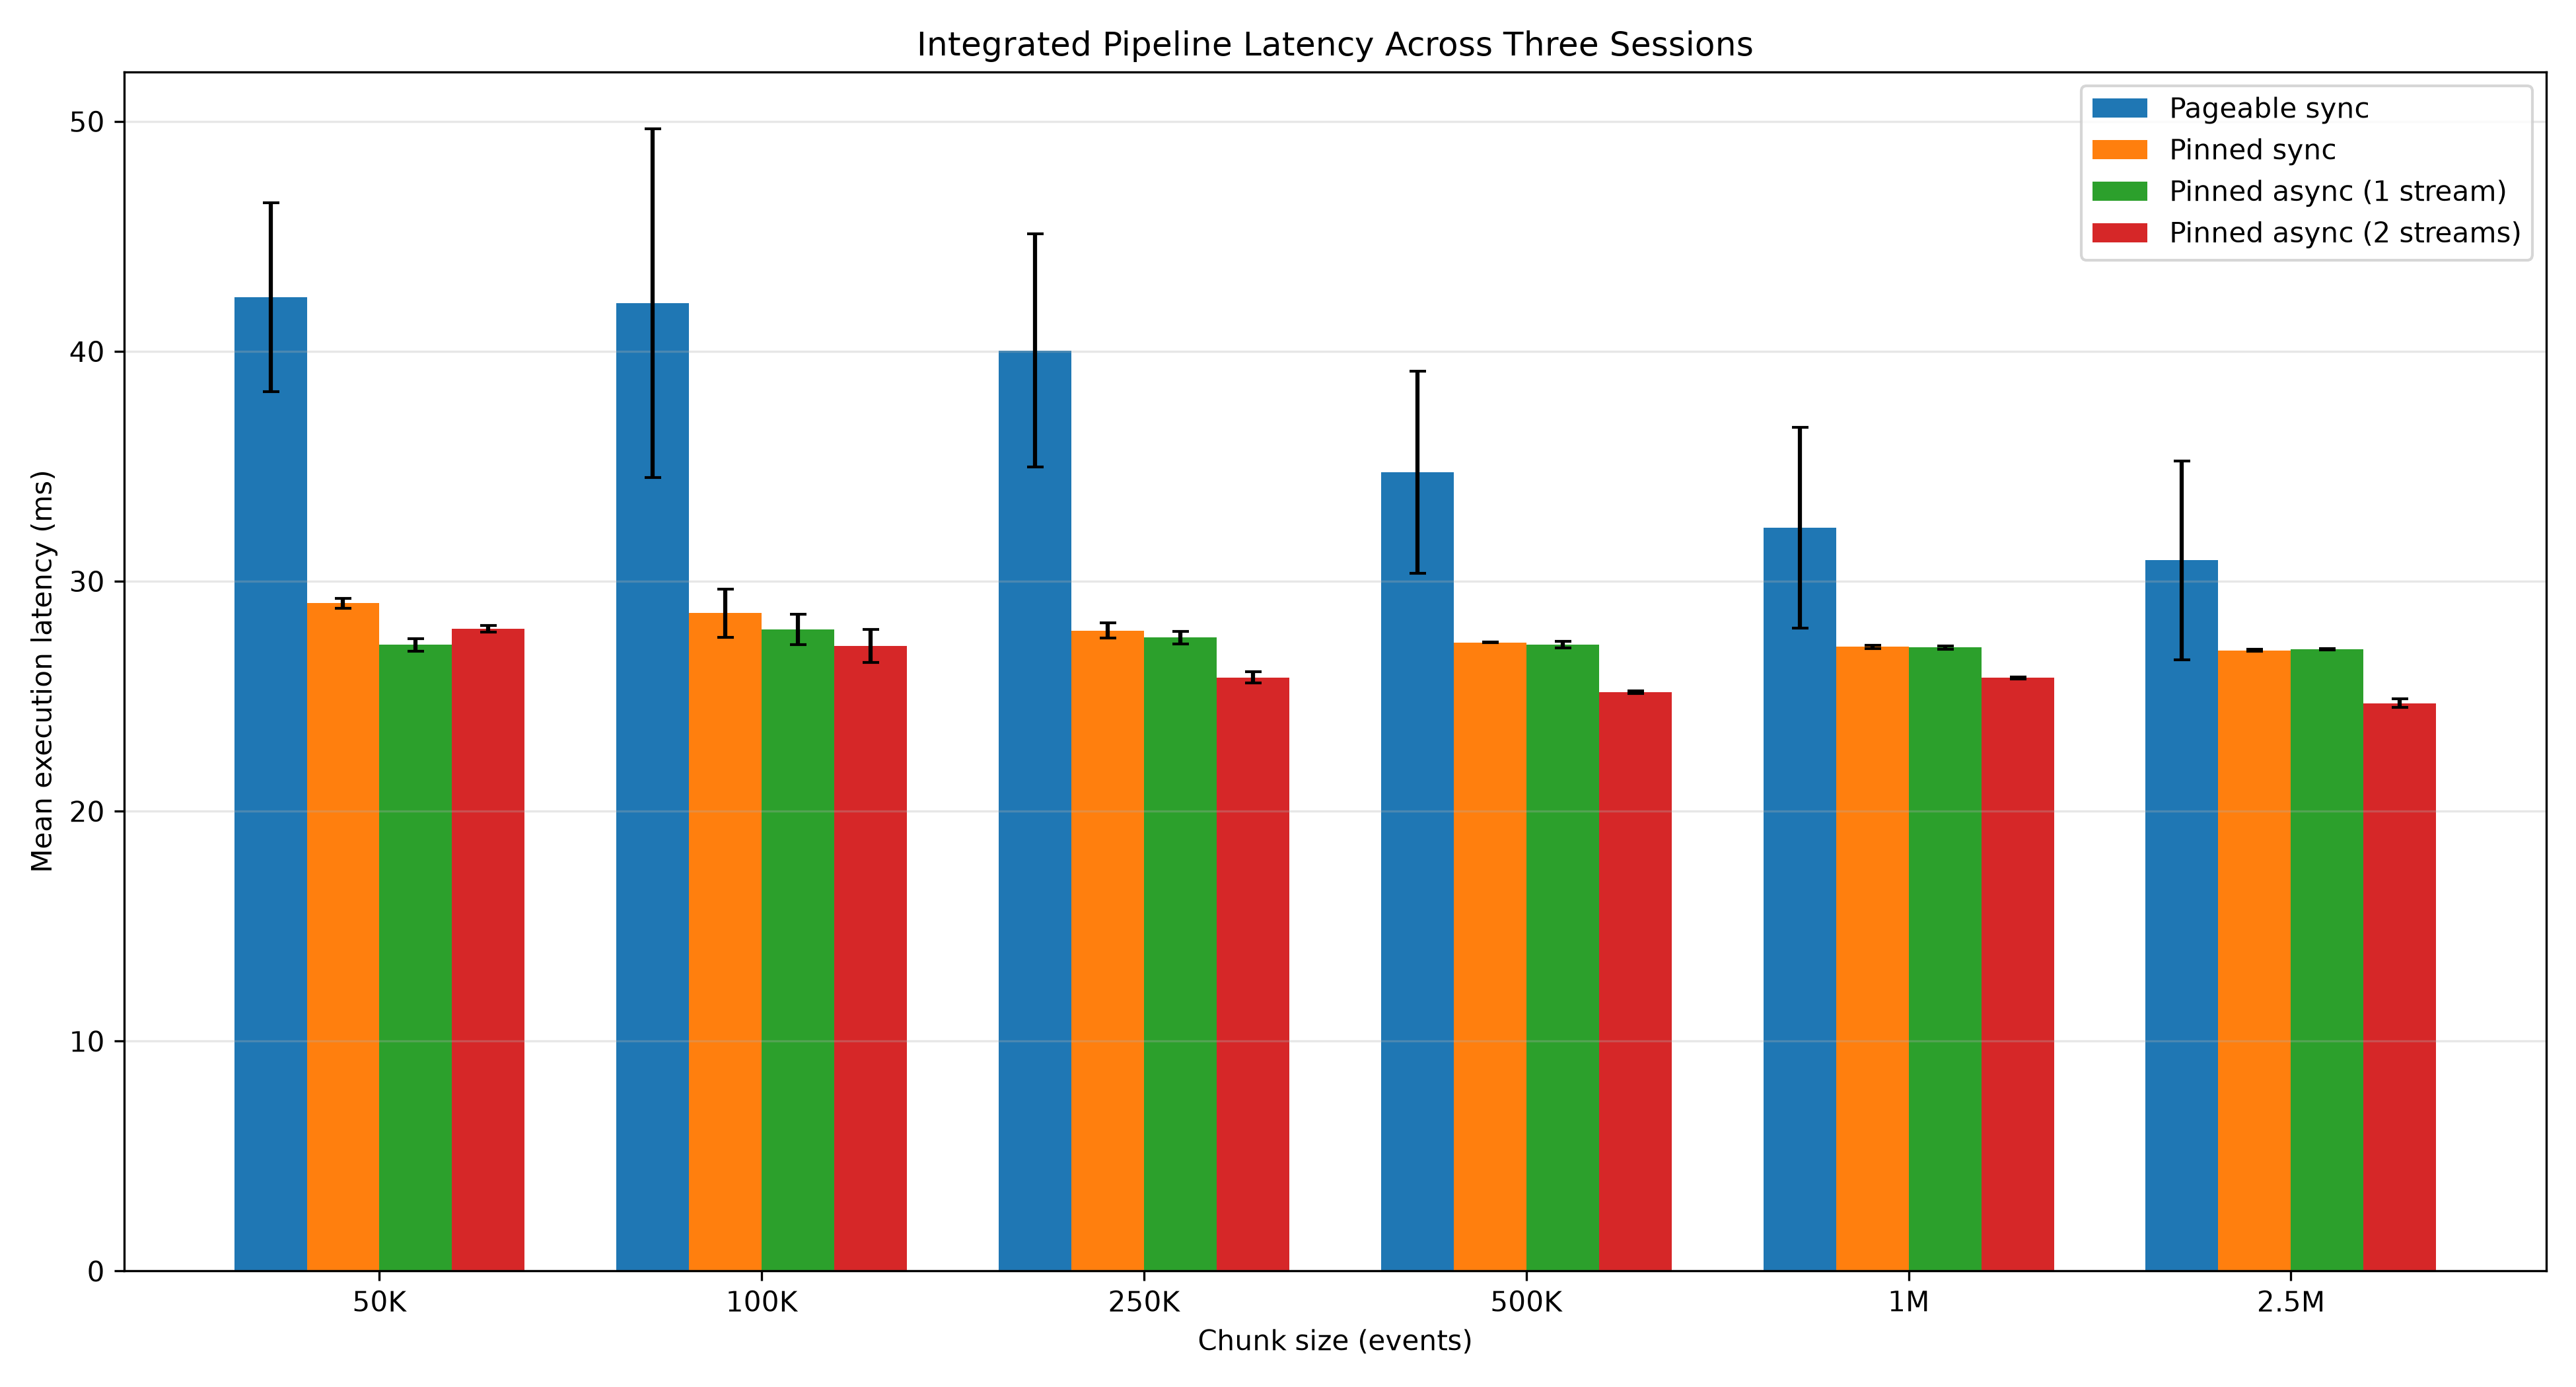 Integrated Pipeline Latency Across Three Sessions
Pageable sync
Pinned sync
Pinned async (1 stream)
Pinned async (2 streams)
Mean execution latency (ms)
50
40
30
20
10
0
50K
100K
250K
500K
1M
2.5M
Chunk size (events)